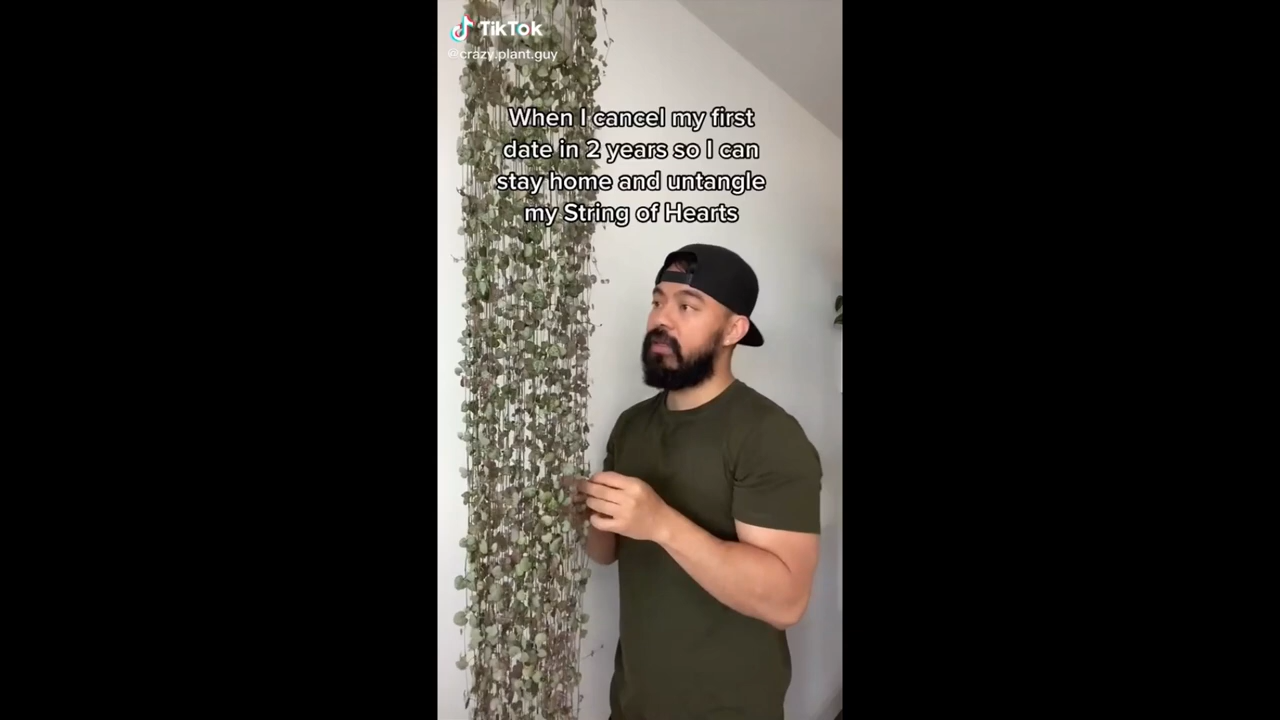 TikTok
@crazy.plant.guy
When I cancel my first
date in 2 years so I can
stay home and untangle
my String of Hearts